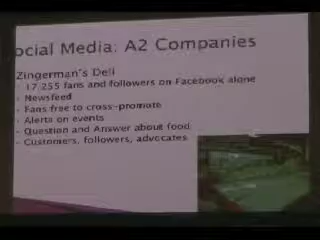 ocial Media: A2 Companies
Zingerman's Deli
- 17,255 fans and followers on Facebook alone
- Newsfeed
- Fans free to cross-promote
- Alerts on events
- Question and Answer about food
- Customers, followers, advocates